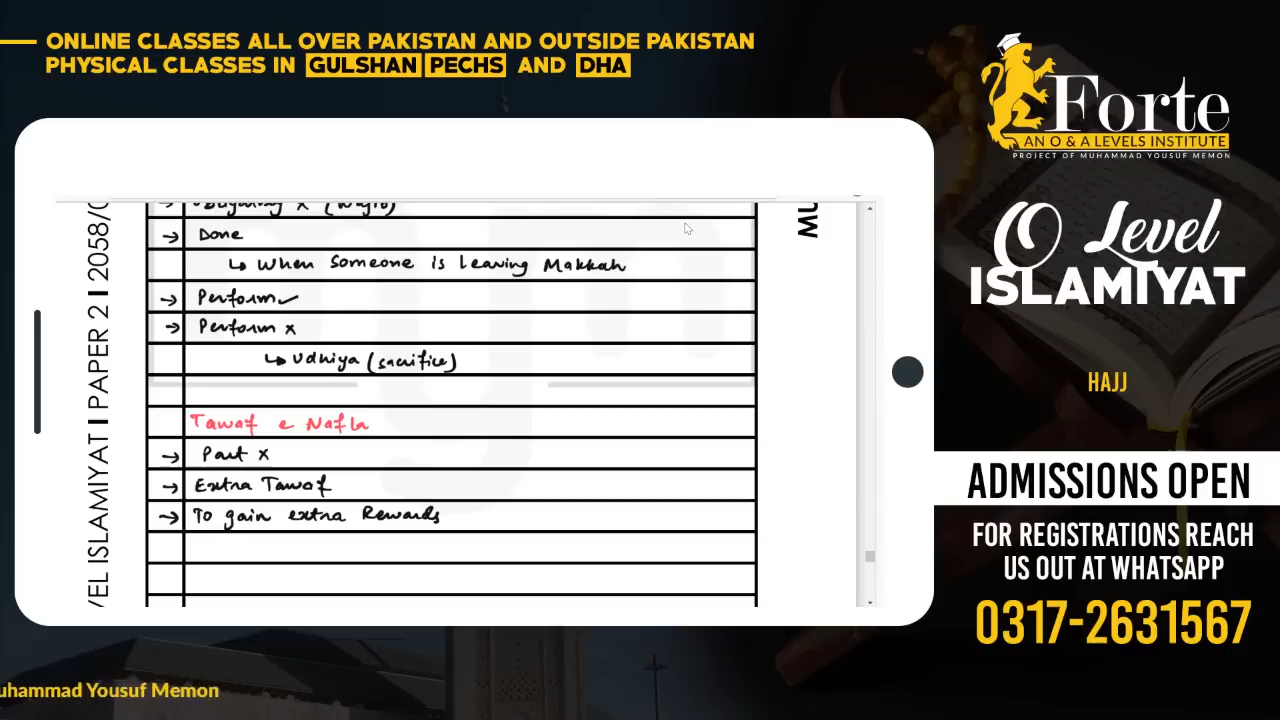 ONLINE CLASSES ALL OVER PAKISTAN AND OUTSIDE PAKISTAN
PHYSICAL CLASSES IN GULSHAN PECHS AND DHA
Forte
AN O & A LEVELS INSTITUTE
PROJECT OF MUHAMMAD YOUSUF MEMON
O Level
ISLAMIYAT
HAJJ
ADMISSIONS OPEN
FOR REGISTRATIONS REACH
US OUT AT WHATSAPP
0317-2631567
VEL ISLAMIYAT I PAPER 2 I 2058/0
→ x (Wajib)
→ Done
↳ When someone is leaving Makkah
→ Perform ✓
→ Perform x
↳ Udhiya (sacrifice)
Tawaf e Nafla
→ Part x
→ Extra Tawaf
→ To gain extra Rewards
uhammad Yousuf Memon